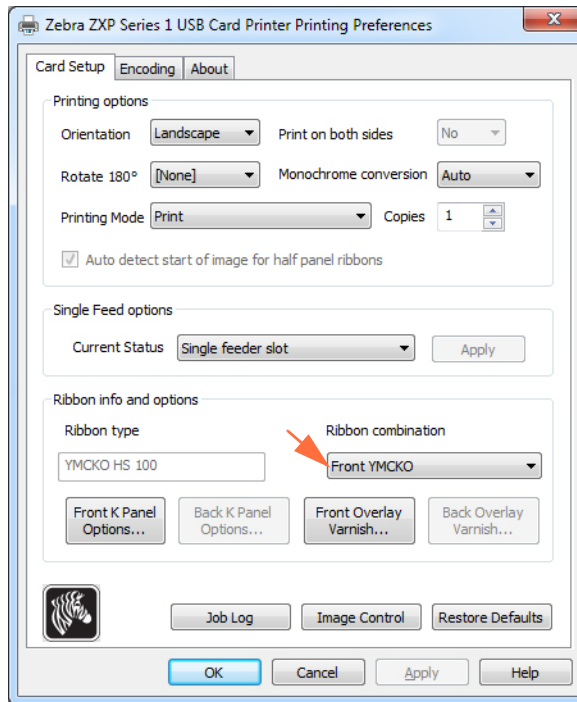 Zebra ZXP Series 1 USB Card Printer Printing Preferences
Card Setup Encoding About
Printing options
Orientation Landscape Print on both sides No
Rotate 180° [None] Monochrome conversion Auto
Printing Mode Print Copies 1
Auto detect start of image for half panel ribbons
Single Feed options
Current Status Single feeder slot Apply
Ribbon info and options
Ribbon type Ribbon combination
YMCKO HS 100 Front YMCKO
Front K Panel Back K Panel Front Overlay Back Overlay
Options... Options... Varnish... Varnish...
Job Log Image Control Restore Defaults
OK Cancel Apply Help